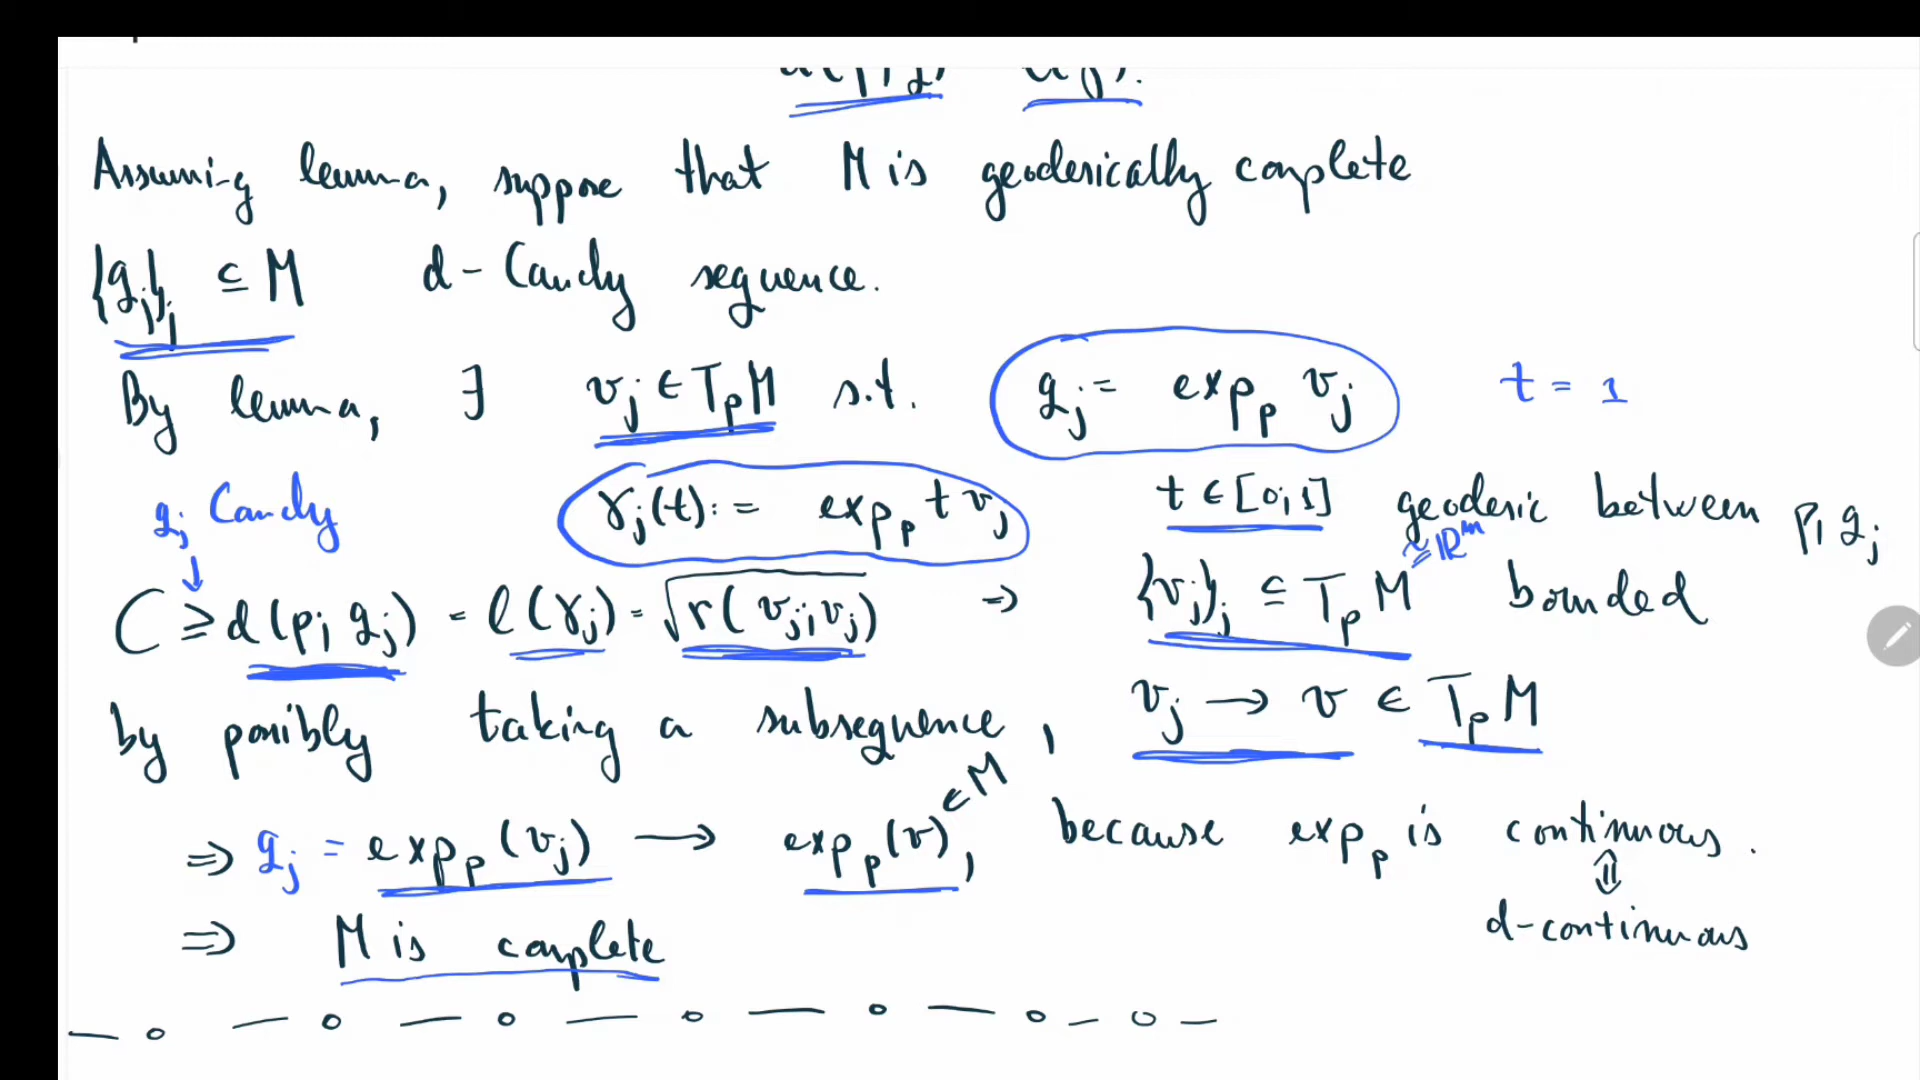 d(p, q) l(γ).
Assuming lemma, suppose that M is geodesically complete
{q_j}_j ⊆ M d-Cauchy sequence.
By lemma, ∃ v_j ∈ T_pM s.t. q_j = exp_p v_j t = 1
q_j Cauchy γ_j(t) := exp_p t v_j t ∈ [0,1] geodesic between p, q_j
C ≥ d(p, q_j) = l(γ_j) = √r(v_j, v_j) ⇒ {v_j}_j ⊆ T_pM ≈ ℝᵐ bounded
by possibly taking a subsequence, v_j → v ∈ T_pM
⇒ q_j = exp_p(v_j) → exp_p(v) ∈ M, because exp_p is continuous.
⇕
⇒ M is complete d-continuous